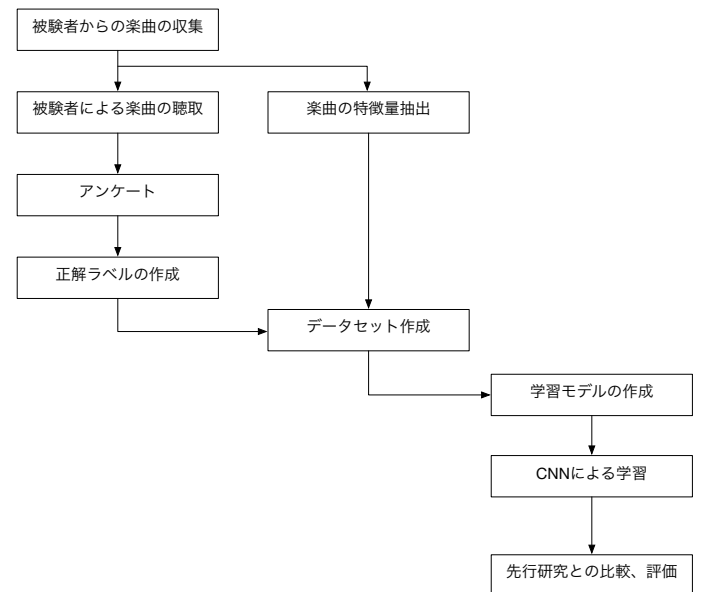 被験者からの楽曲の収集
被験者による楽曲の聴取
楽曲の特徴量抽出
アンケート
正解ラベルの作成
データセット作成
学習モデルの作成
CNNによる学習
先行研究との比較、評価